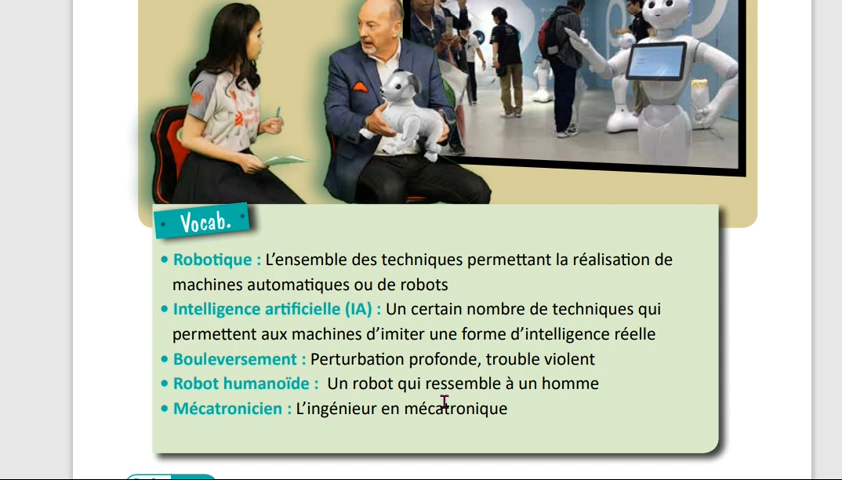 Vocab.
• Robotique : L'ensemble des techniques permettant la réalisation de
machines automatiques ou de robots
• Intelligence artificielle (IA) : Un certain nombre de techniques qui
permettent aux machines d'imiter une forme d'intelligence réelle
• Bouleversement : Perturbation profonde, trouble violent
• Robot humanoïde : Un robot qui ressemble à un homme
• Mécatronicien : L'ingénieur en mécatronique